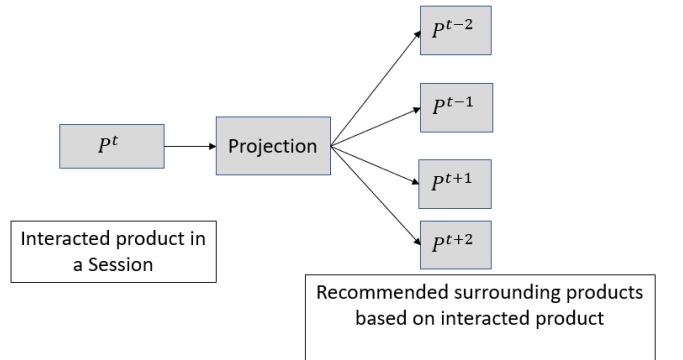 P^{t-2}
P^{t-1}
P^t
Projection
P^{t+1}
P^{t+2}
Interacted product in
a Session
Recommended surrounding products
based on interacted product